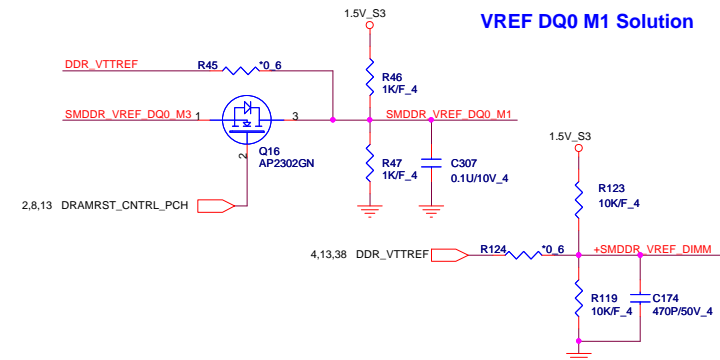 1.5V_S3
VREF DQ0 M1 Solution
DDR_VTTREF
R45
*0_6
R46
1K/F_4
SMDDR_VREF_DQ0_M3
1
3
SMDDR_VREF_DQ0_M1
Q16
AP2302GN
2
R47
1K/F_4
C307
0.1U/10V_4
1.5V_S3
2,8,13 DRAMRST_CNTRL_PCH
R123
10K/F_4
4,13,38 DDR_VTTREF
R124
*0_6
+SMDDR_VREF_DIMM
R119
10K/F_4
C174
470P/50V_4